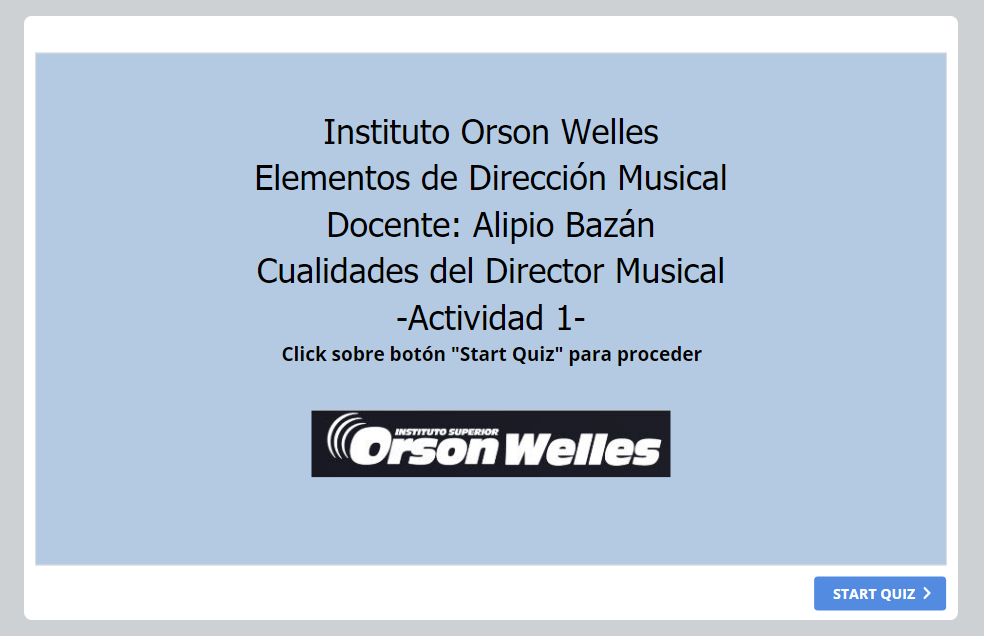 Instituto Orson Welles
Elementos de Dirección Musical
Docente: Alipio Bazán
Cualidades del Director Musical
-Actividad 1-
Click sobre botón "Start Quiz" para proceder
INSTITUTO SUPERIOR
Orson Welles
START QUIZ